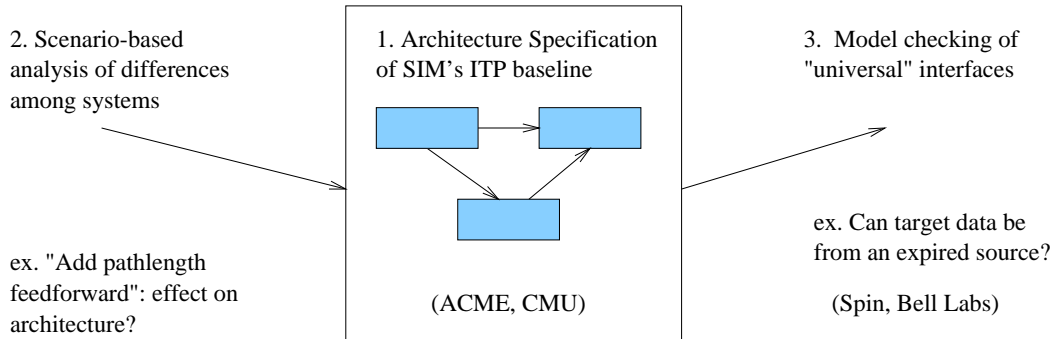 2. Scenario-based
analysis of differences
among systems
ex. "Add pathlength
feedforward": effect on
architecture?
1. Architecture Specification
of SIM's ITP baseline
(ACME, CMU)
3. Model checking of
"universal" interfaces
ex. Can target data be
from an expired source?
(Spin, Bell Labs)